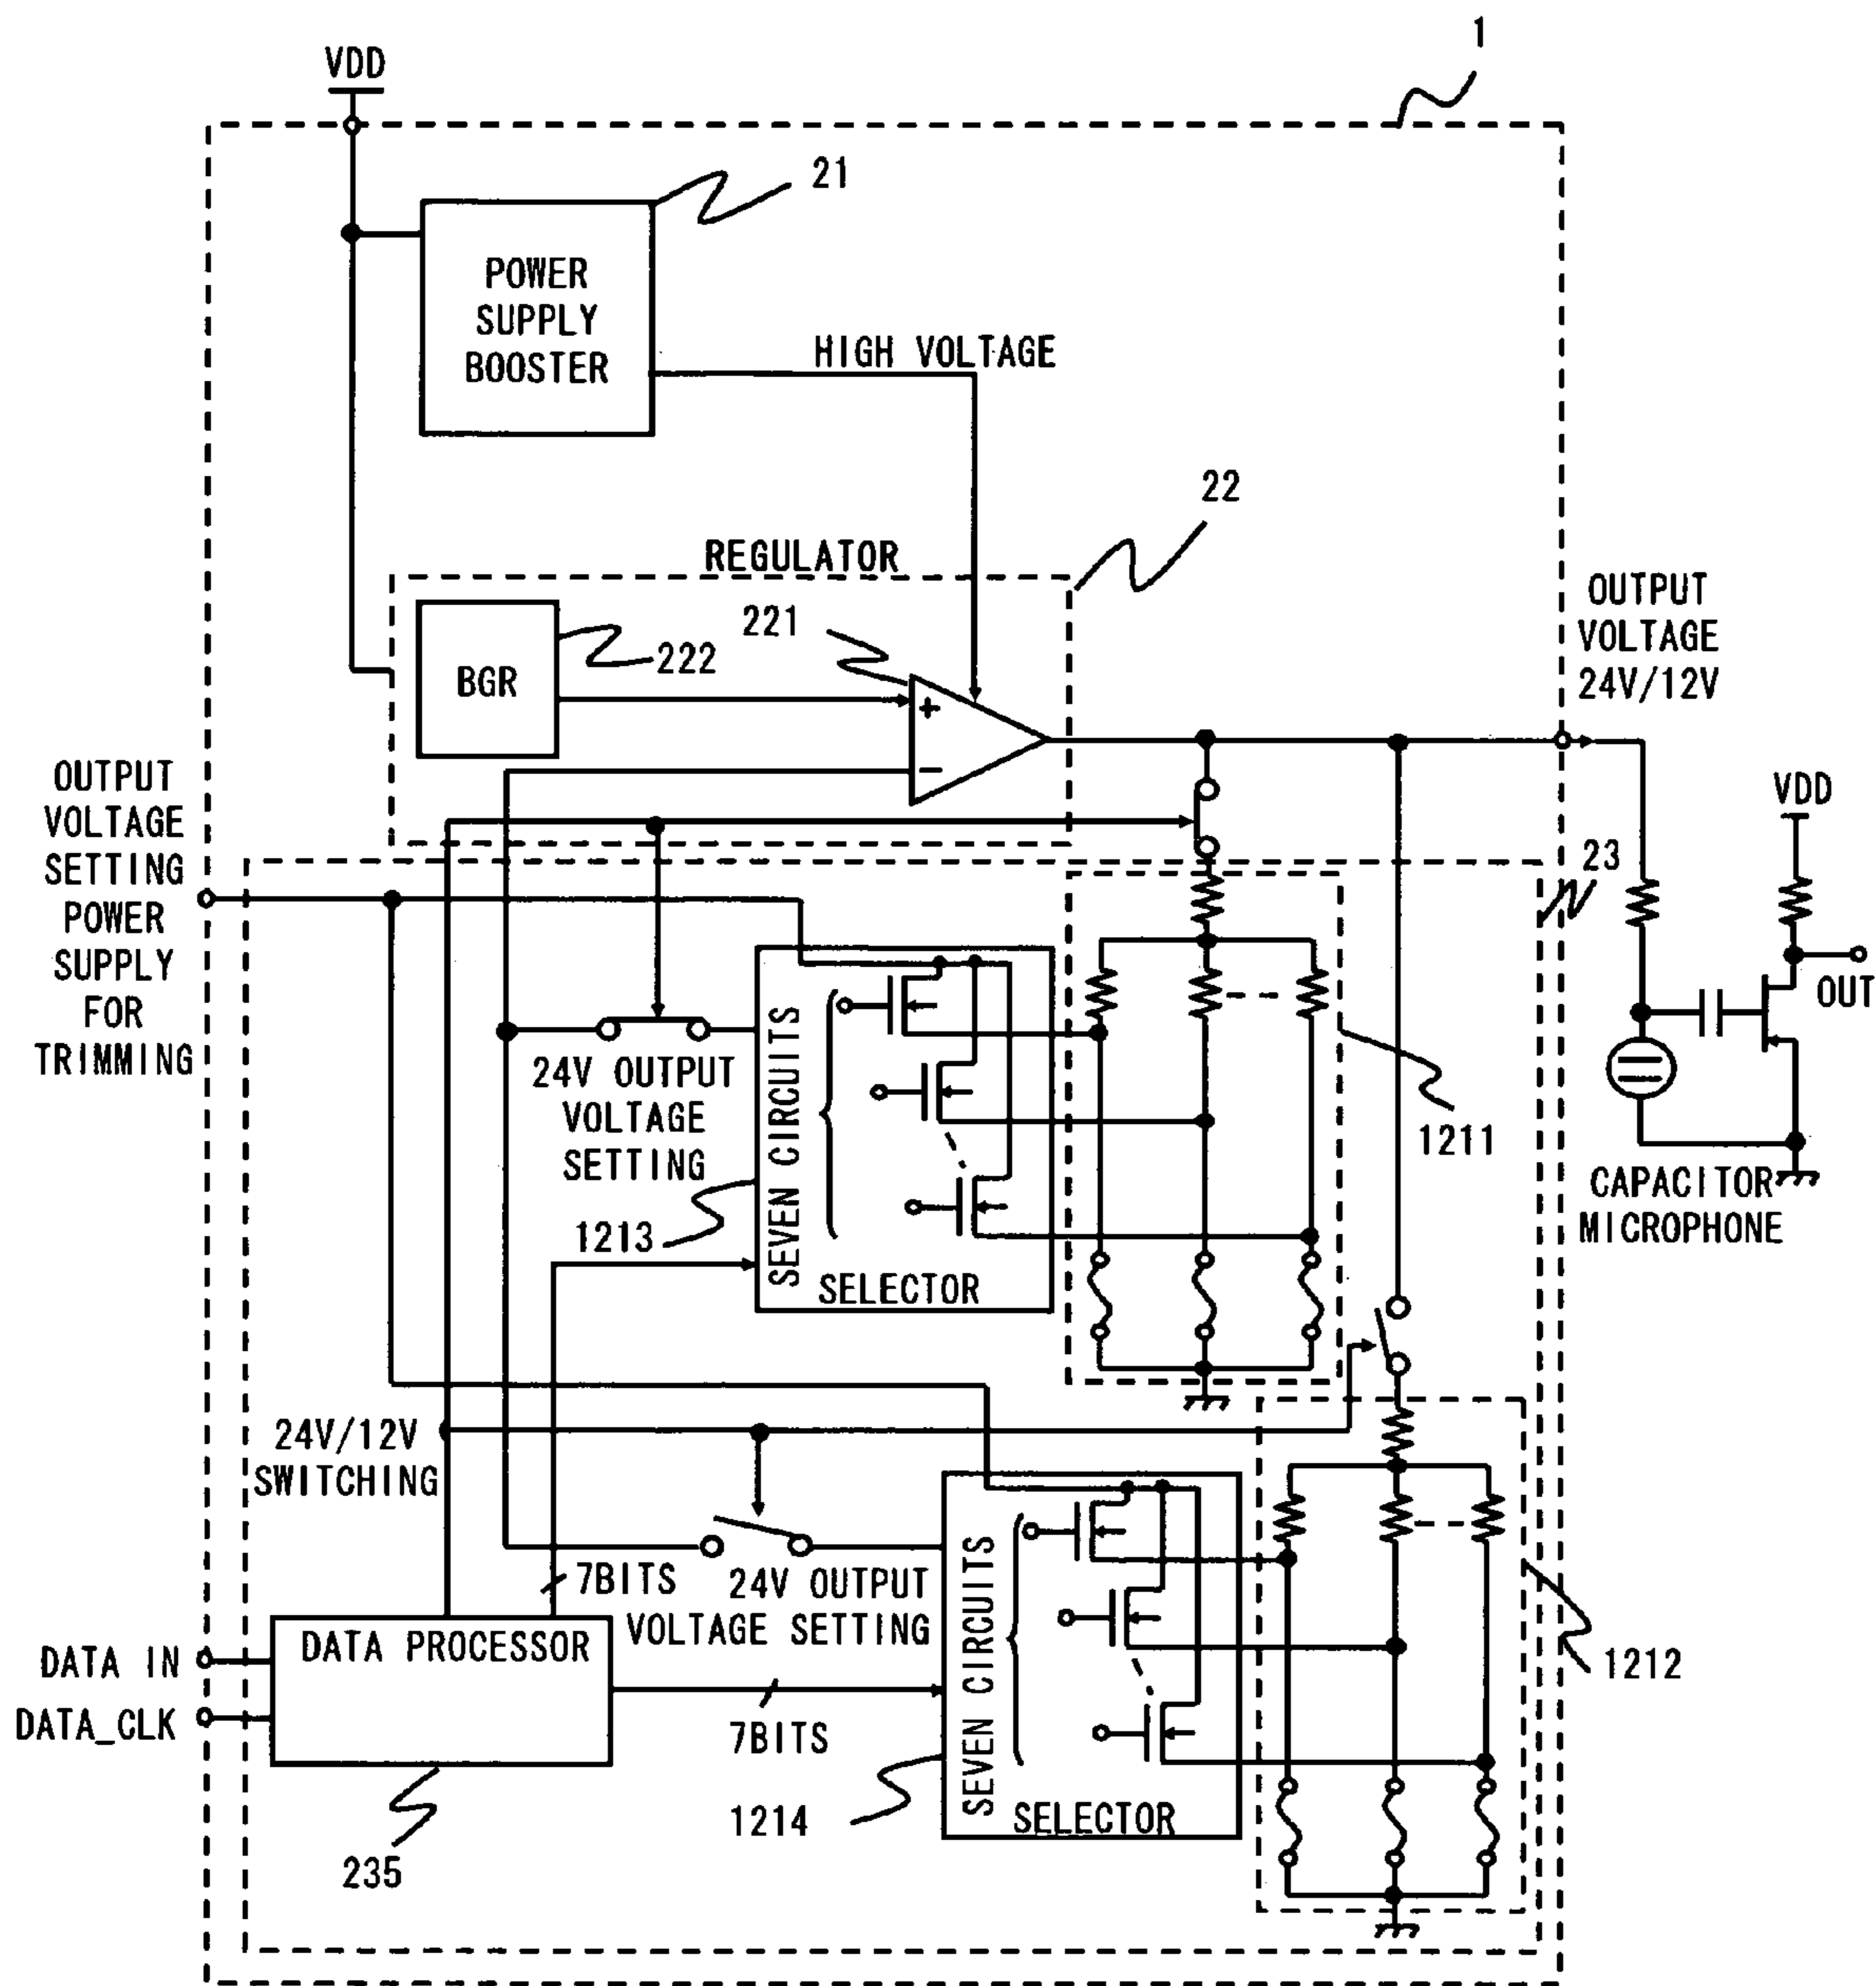 1
VDD
21
POWER
SUPPLY
BOOSTER
HIGH VOLTAGE
22
REGULATOR
221
222
BGR
+
−
OUTPUT
VOLTAGE
24V/12V
OUTPUT
VOLTAGE
SETTING
POWER
SUPPLY
FOR
TRIMMING
VDD
23
OUT
24V OUTPUT
VOLTAGE
SETTING
SEVEN CIRCUITS
1211
CAPACITOR
MICROPHONE
1213
SELECTOR
24V/12V
SWITCHING
7BITS
24V OUTPUT
VOLTAGE SETTING
SEVEN CIRCUITS
DATA IN
DATA_CLK
DATA PROCESSOR
1212
7BITS
1214
SELECTOR
235